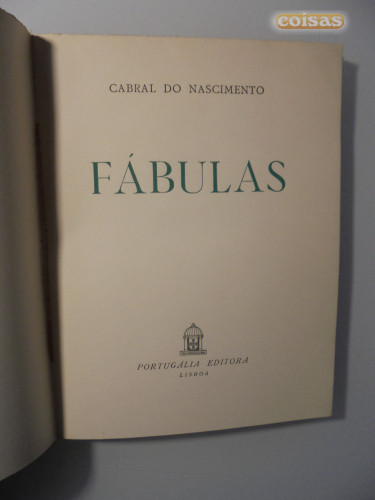 coisas
CABRAL DO NASCIMENTO
FÁBULAS
PORTUGÁLIA EDITORA
LISBOA